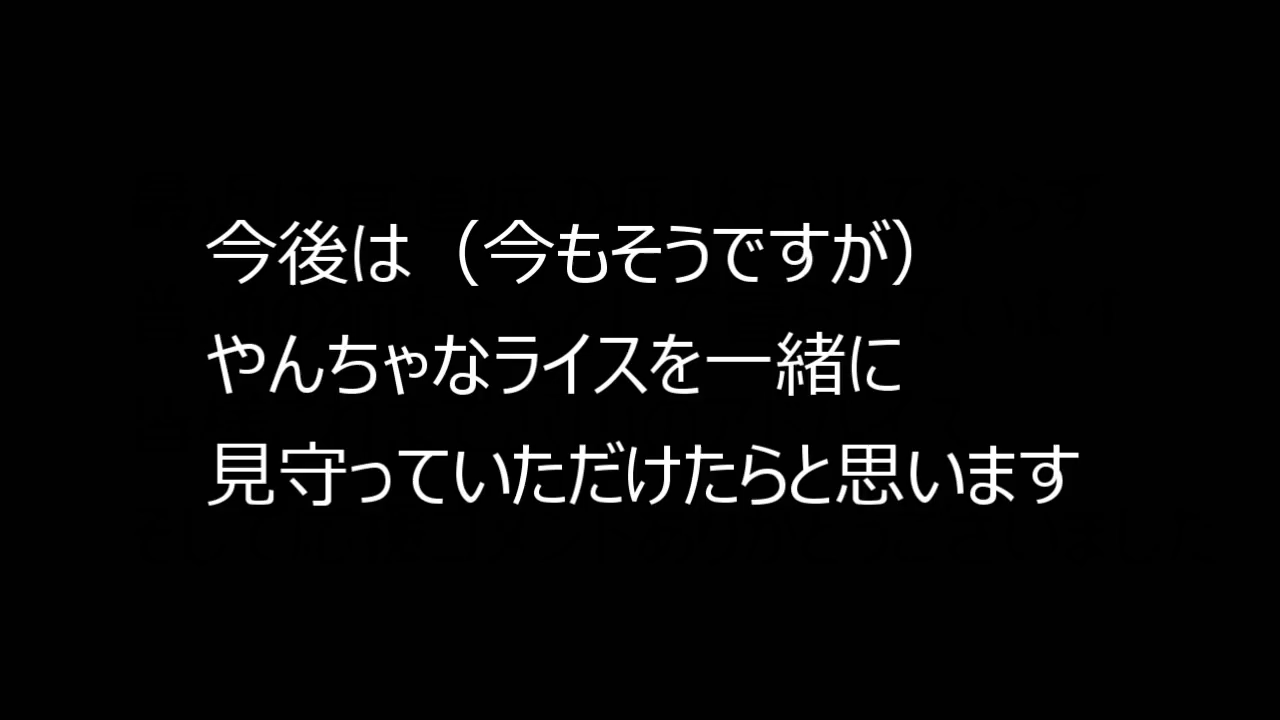 今後は（今もそうですが）
やんちゃなライスを一緒に
見守っていただけたらと思います